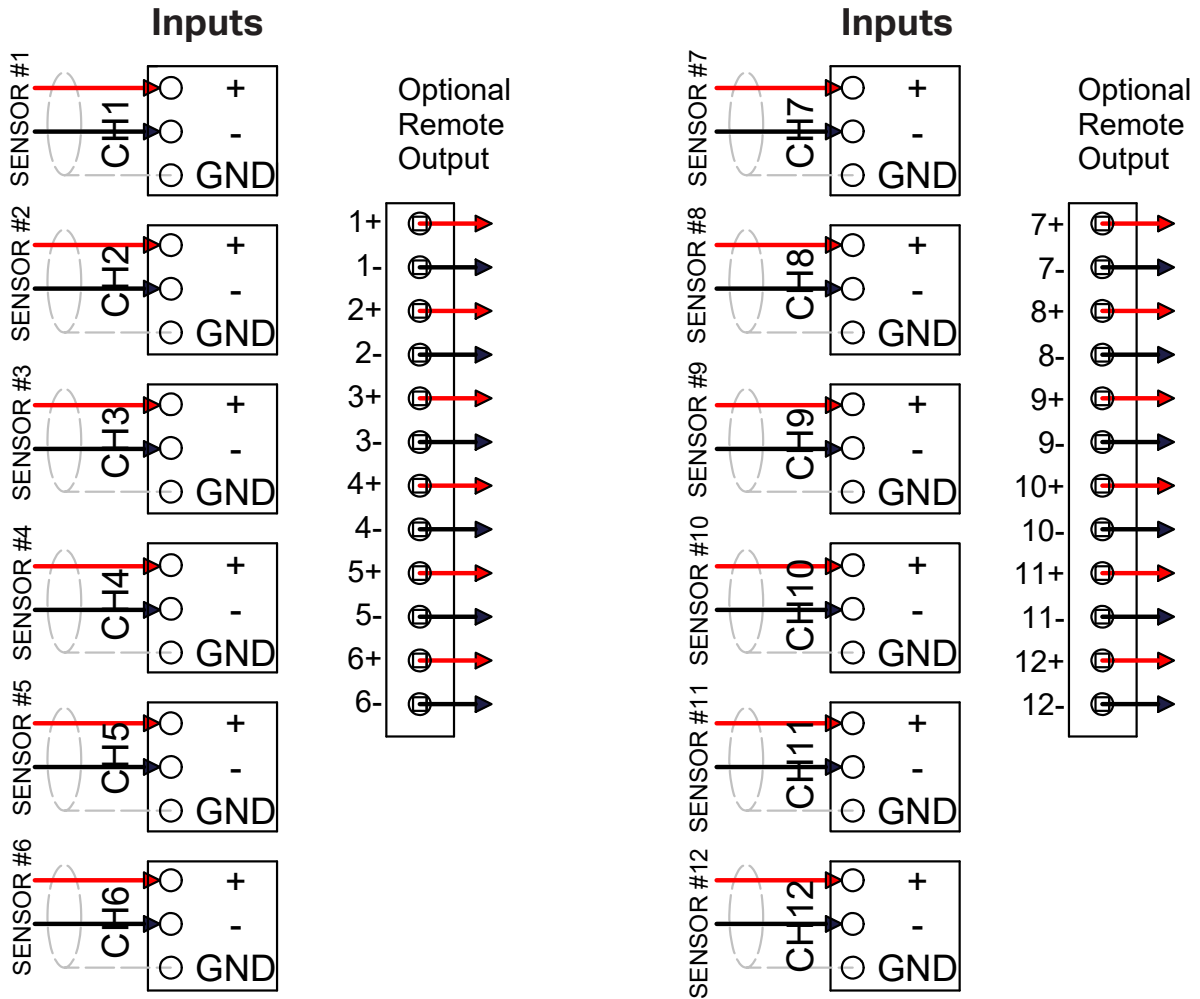 Inputs
SENSOR #1
CH1
+
-
GND
SENSOR #2
CH2
+
-
GND
SENSOR #3
CH3
+
-
GND
SENSOR #4
CH4
+
-
GND
SENSOR #5
CH5
+
-
GND
SENSOR #6
CH6
+
-
GND
Optional
Remote
Output
1+
1-
2+
2-
3+
3-
4+
4-
5+
5-
6+
6-
Inputs
SENSOR #7
CH7
+
-
GND
SENSOR #8
CH8
+
-
GND
SENSOR #9
CH9
+
-
GND
SENSOR #10
CH10
+
-
GND
SENSOR #11
CH11
+
-
GND
SENSOR #12
CH12
+
-
GND
Optional
Remote
Output
7+
7-
8+
8-
9+
9-
10+
10-
11+
11-
12+
12-